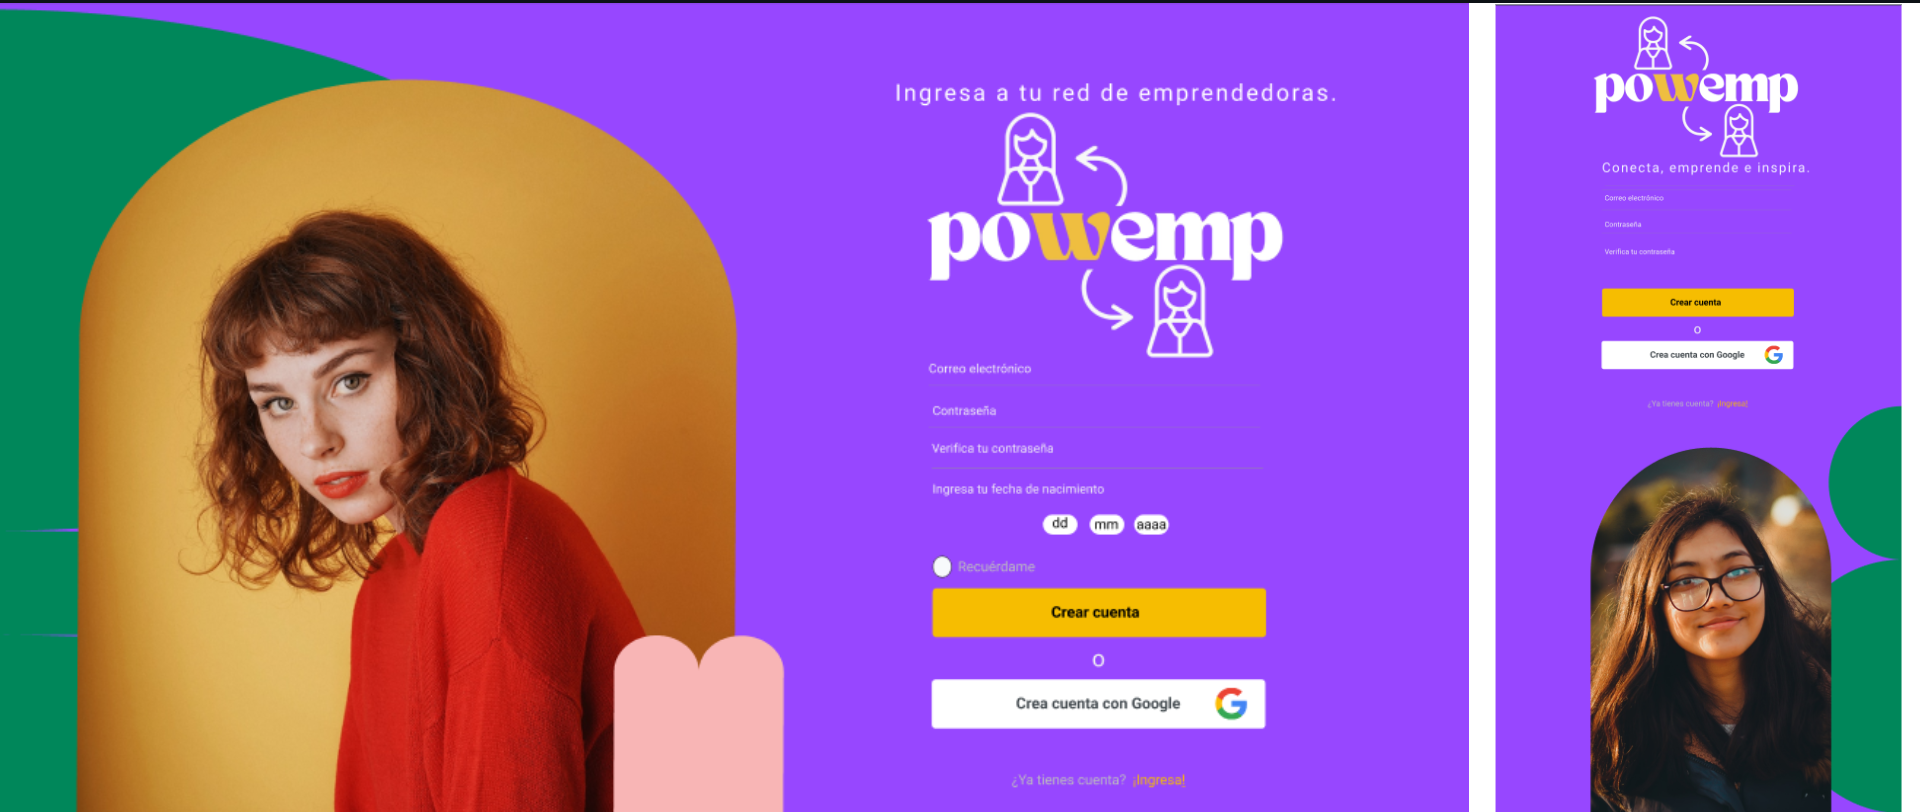 Ingresa a tu red de emprendedoras.
powemp
Correo electrónico
Contraseña
Verifica tu contraseña
Ingresa tu fecha de nacimiento
dd mm aaaa
Recuérdame
Crear cuenta
O
Crea cuenta con Google
¿Ya tienes cuenta? ¡Ingresa!
powemp
Conecta, emprende e inspira.
Correo electrónico
Contraseña
Verifica tu contraseña
Crear cuenta
O
Crea cuenta con Google
¿Ya tienes cuenta? ¡Ingresa!